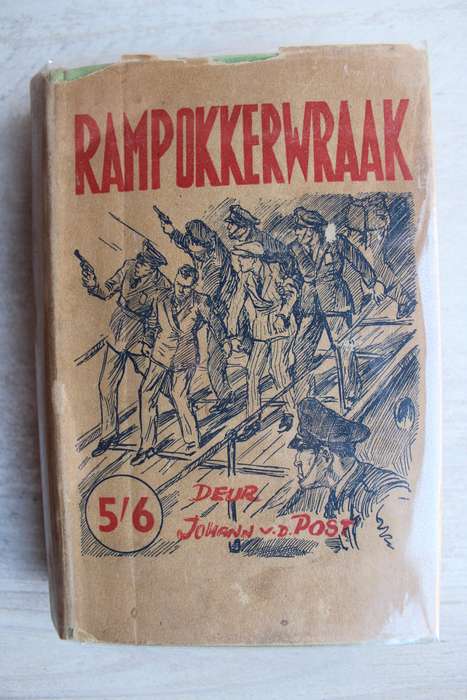 RAMPOKKERWRAAK
5'6
DEUR
JOHANN V.D. POST